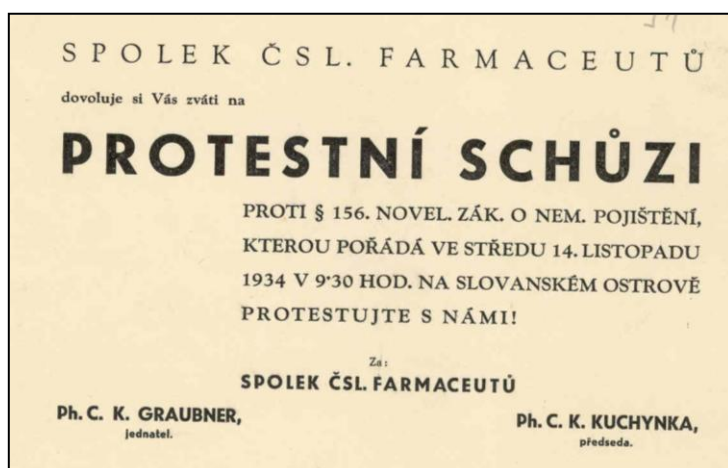 SPOLEK ČSL. FARMACEUTŮ
dovoluje si Vás zváti na
PROTESTNÍ SCHŮZI
PROTI § 156. NOVEL. ZÁK. O NEM. POJIŠTĚNÍ,
KTEROU POŘÁDÁ VE STŘEDU 14. LISTOPADU
1934 V 9·30 HOD. NA SLOVANSKÉM OSTROVĚ
PROTESTUJTE S NÁMI!
Za:
SPOLEK ČSL. FARMACEUTŮ
Ph. C. K. GRAUBNER,
jednatel.
Ph. C. K. KUCHYNKA,
předseda.